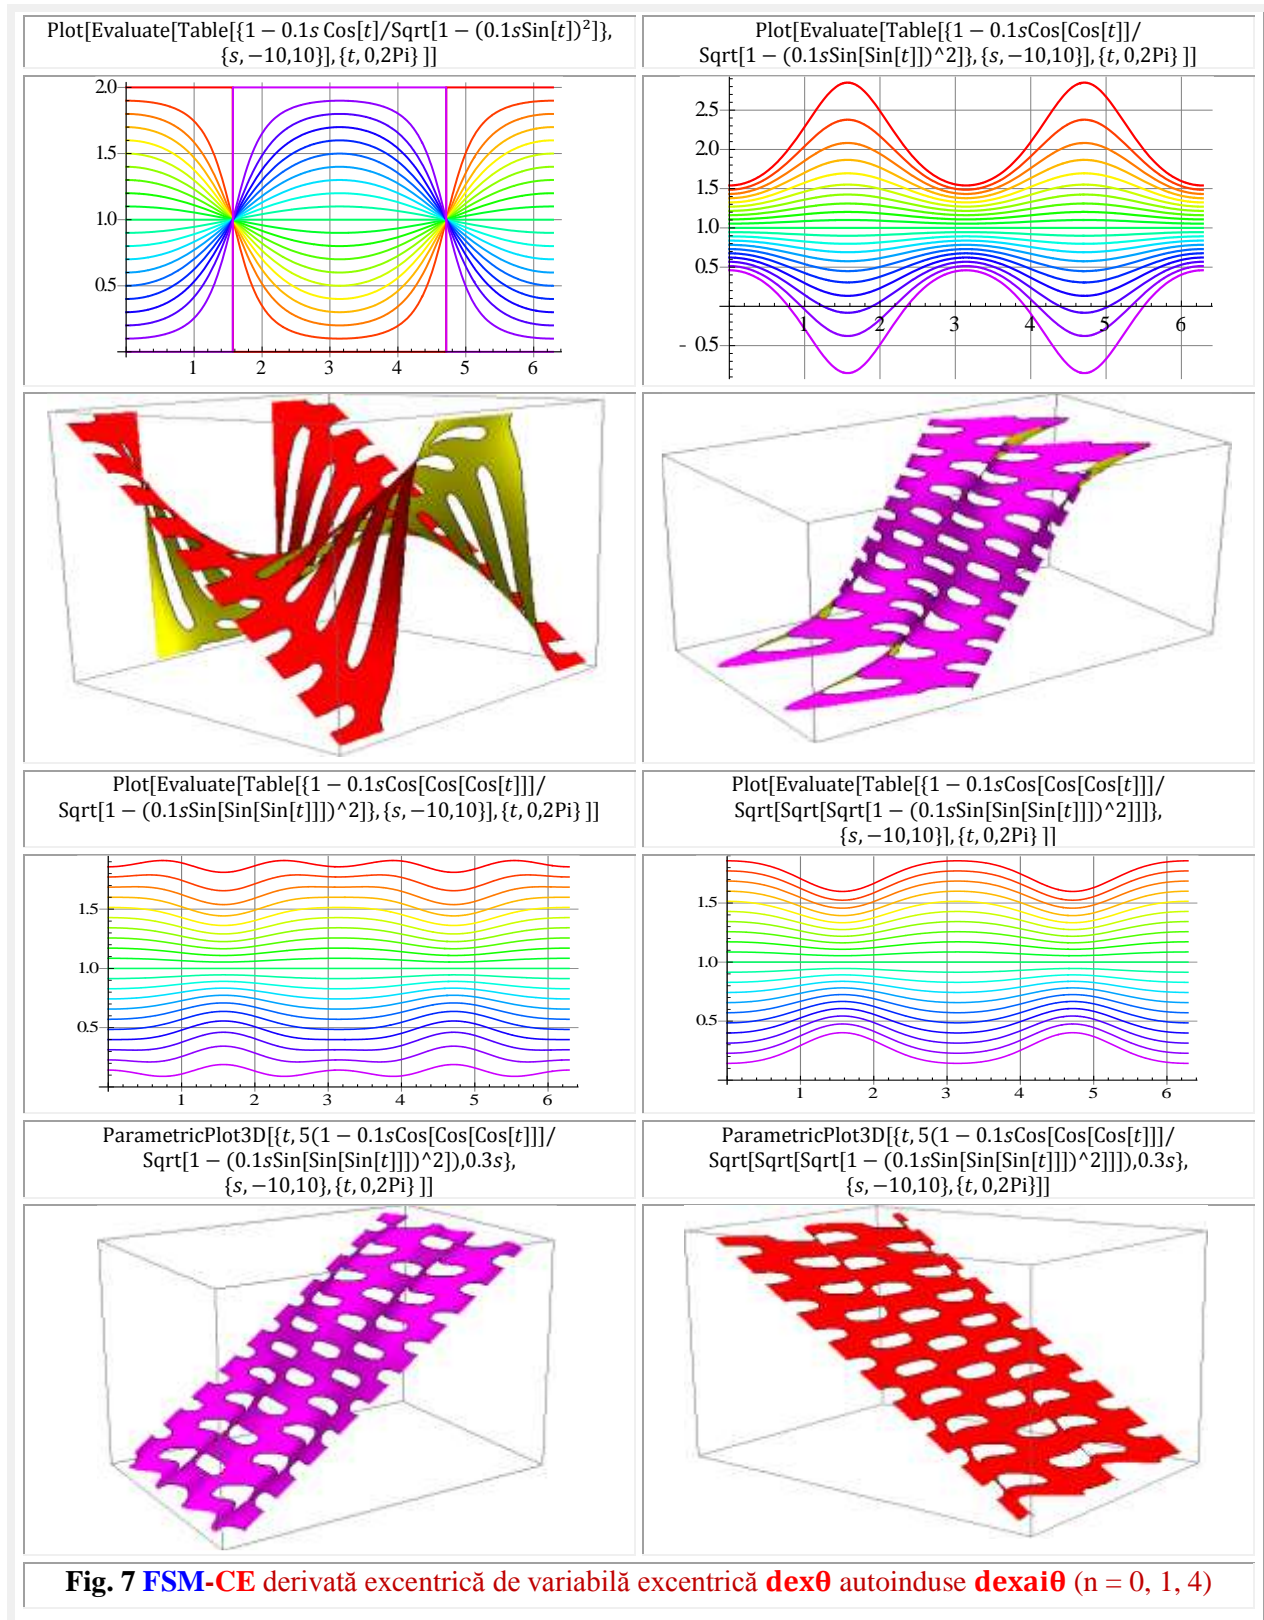 Plot[Evaluate[Table[{1 − 0.1s Cos[t]/Sqrt[1 − (0.1sSin[t])²]},
{s, −10,10}], {t, 0,2Pi} ]]
Plot[Evaluate[Table[{1 − 0.1sCos[Cos[t]]/
Sqrt[1 − (0.1sSin[Sin[t]])^2]}, {s, −10,10}], {t, 0,2Pi} ]]
2.0
1.5
1.0
0.5
1 2 3 4 5 6
2.5
2.0
1.5
1.0
0.5
1 2 3 4 5 6
- 0.5
Plot[Evaluate[Table[{1 − 0.1sCos[Cos[Cos[t]]]/
Sqrt[1 − (0.1sSin[Sin[Sin[t]]])^2]}, {s, −10,10}], {t, 0,2Pi} ]]
Plot[Evaluate[Table[{1 − 0.1sCos[Cos[Cos[t]]]/
Sqrt[Sqrt[Sqrt[1 − (0.1sSin[Sin[Sin[t]]])^2]]]},
{s, −10,10}], {t, 0,2Pi} ]]
1.5
1.0
0.5
1 2 3 4 5 6
1.5
1.0
0.5
1 2 3 4 5 6
ParametricPlot3D[{t, 5(1 − 0.1sCos[Cos[Cos[t]]]/
Sqrt[1 − (0.1sSin[Sin[Sin[t]]])^2]),0.3s},
{s, −10,10}, {t, 0,2Pi} ]]
ParametricPlot3D[{t, 5(1 − 0.1sCos[Cos[Cos[t]]]/
Sqrt[Sqrt[Sqrt[1 − (0.1sSin[Sin[Sin[t]]])^2]]]),0.3s},
{s, −10,10}, {t, 0,2Pi}]]
Fig. 7 FSM-CE derivată excentrică de variabilă excentrică dexθ autoinduse dexaiθ (n = 0, 1, 4)